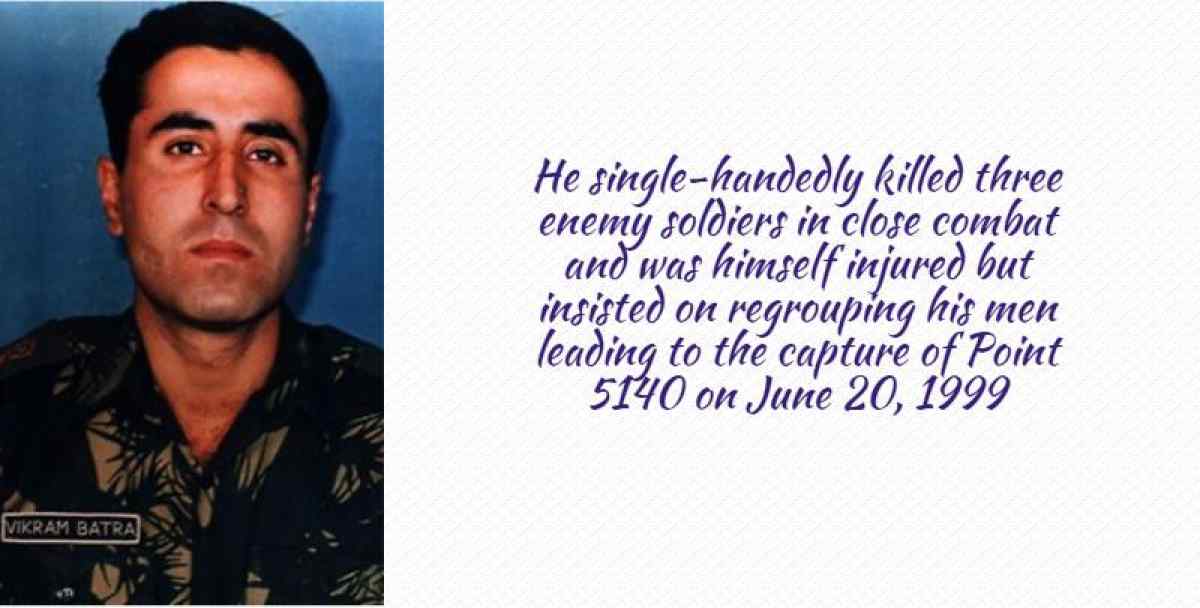 He single-handedly killed three
enemy soldiers in close combat
and was himself injured but
insisted on regrouping his men
leading to the capture of Point
5140 on June 20, 1999
VIKRAM BATRA